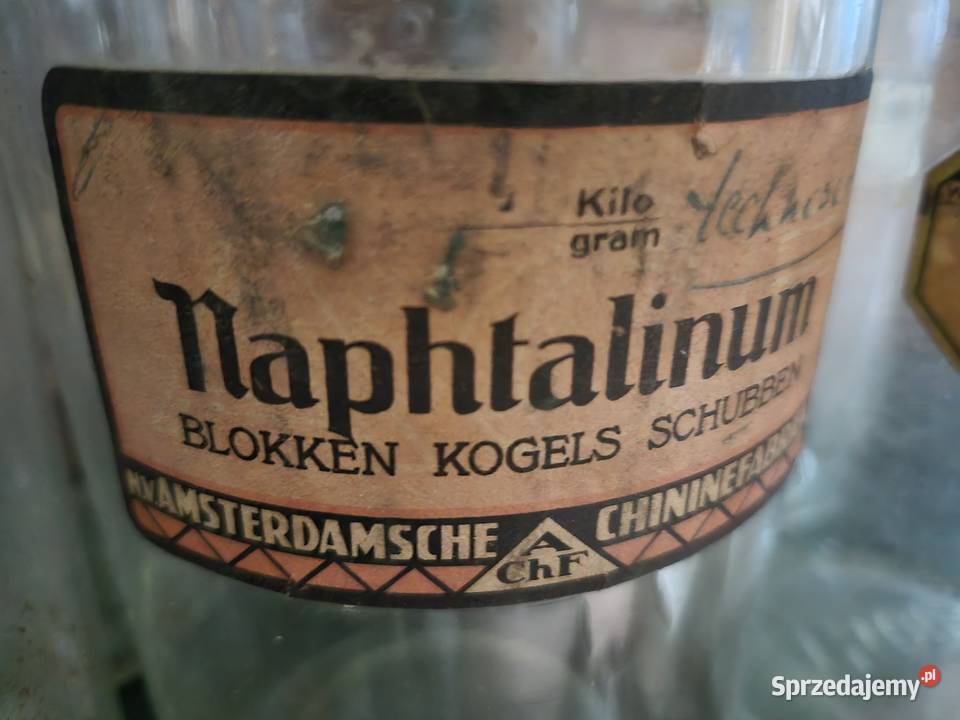 Kilo
gram
Naphtalinum
BLOKKEN KOGELS SCHUBBEN
N.V. AMSTERDAMSCHE CHININEFABRIEK
A
ChF
Sprzedajemy.pl